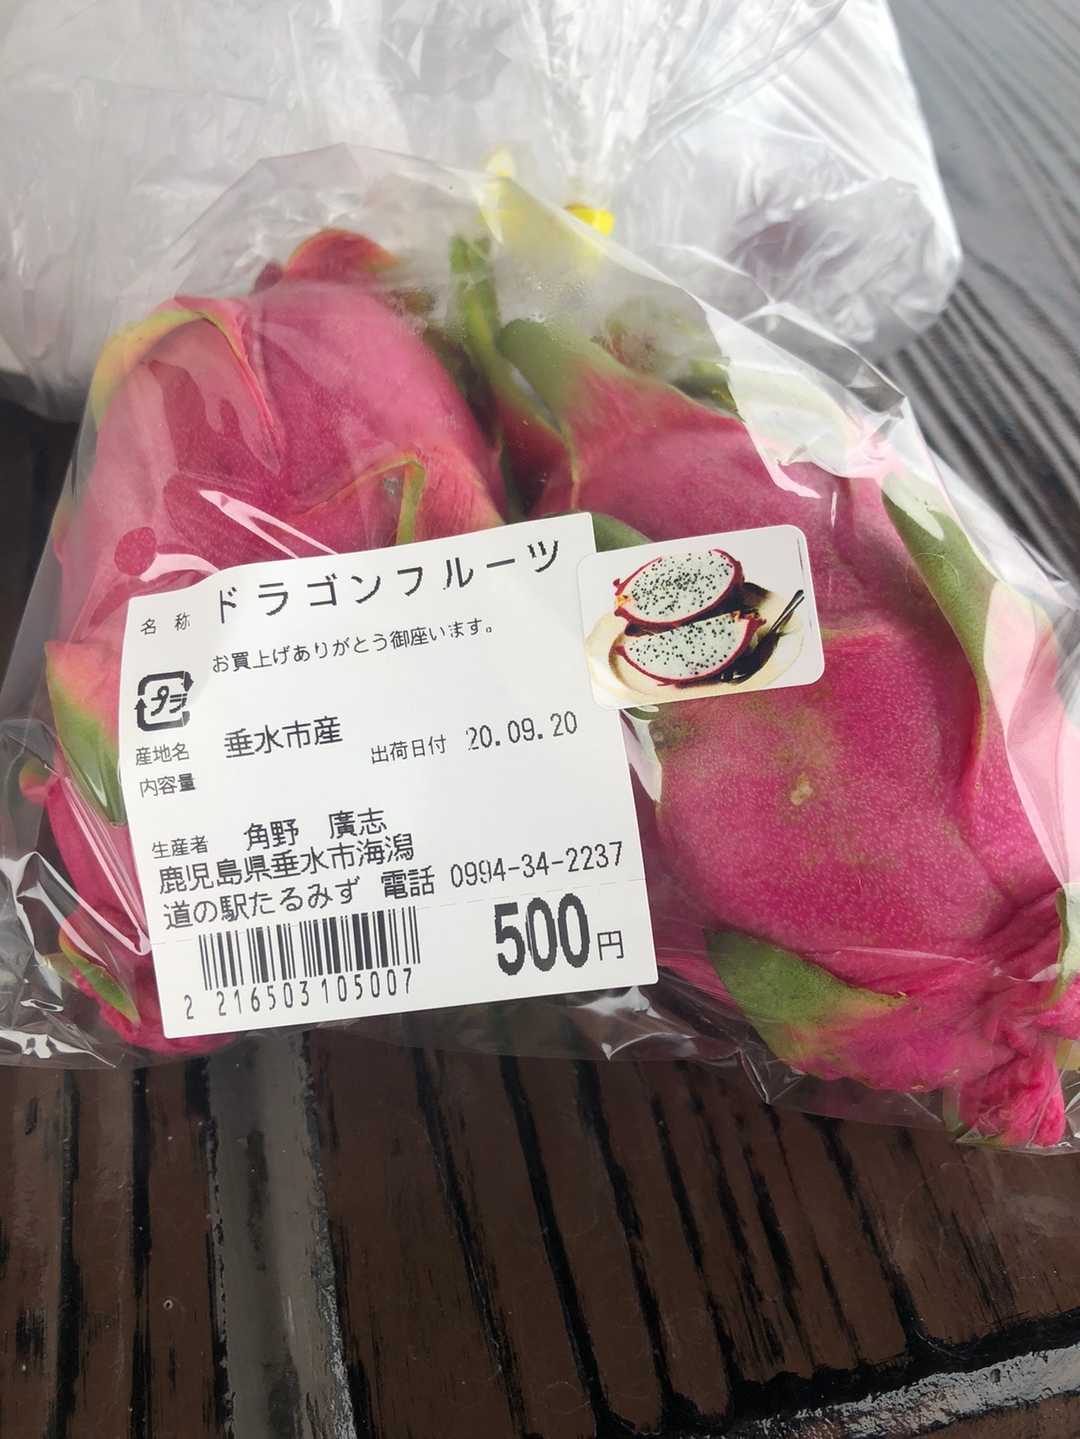 名 称 ドラゴンフルーツ
お買上げありがとう御座います。
プラ
産地名 垂水市産 出荷日付 20.09.20
内容量
生産者 角野 廣志
鹿児島県垂水市海潟
道の駅たるみず 電話 0994-34-2237
500円
2 216503 105007